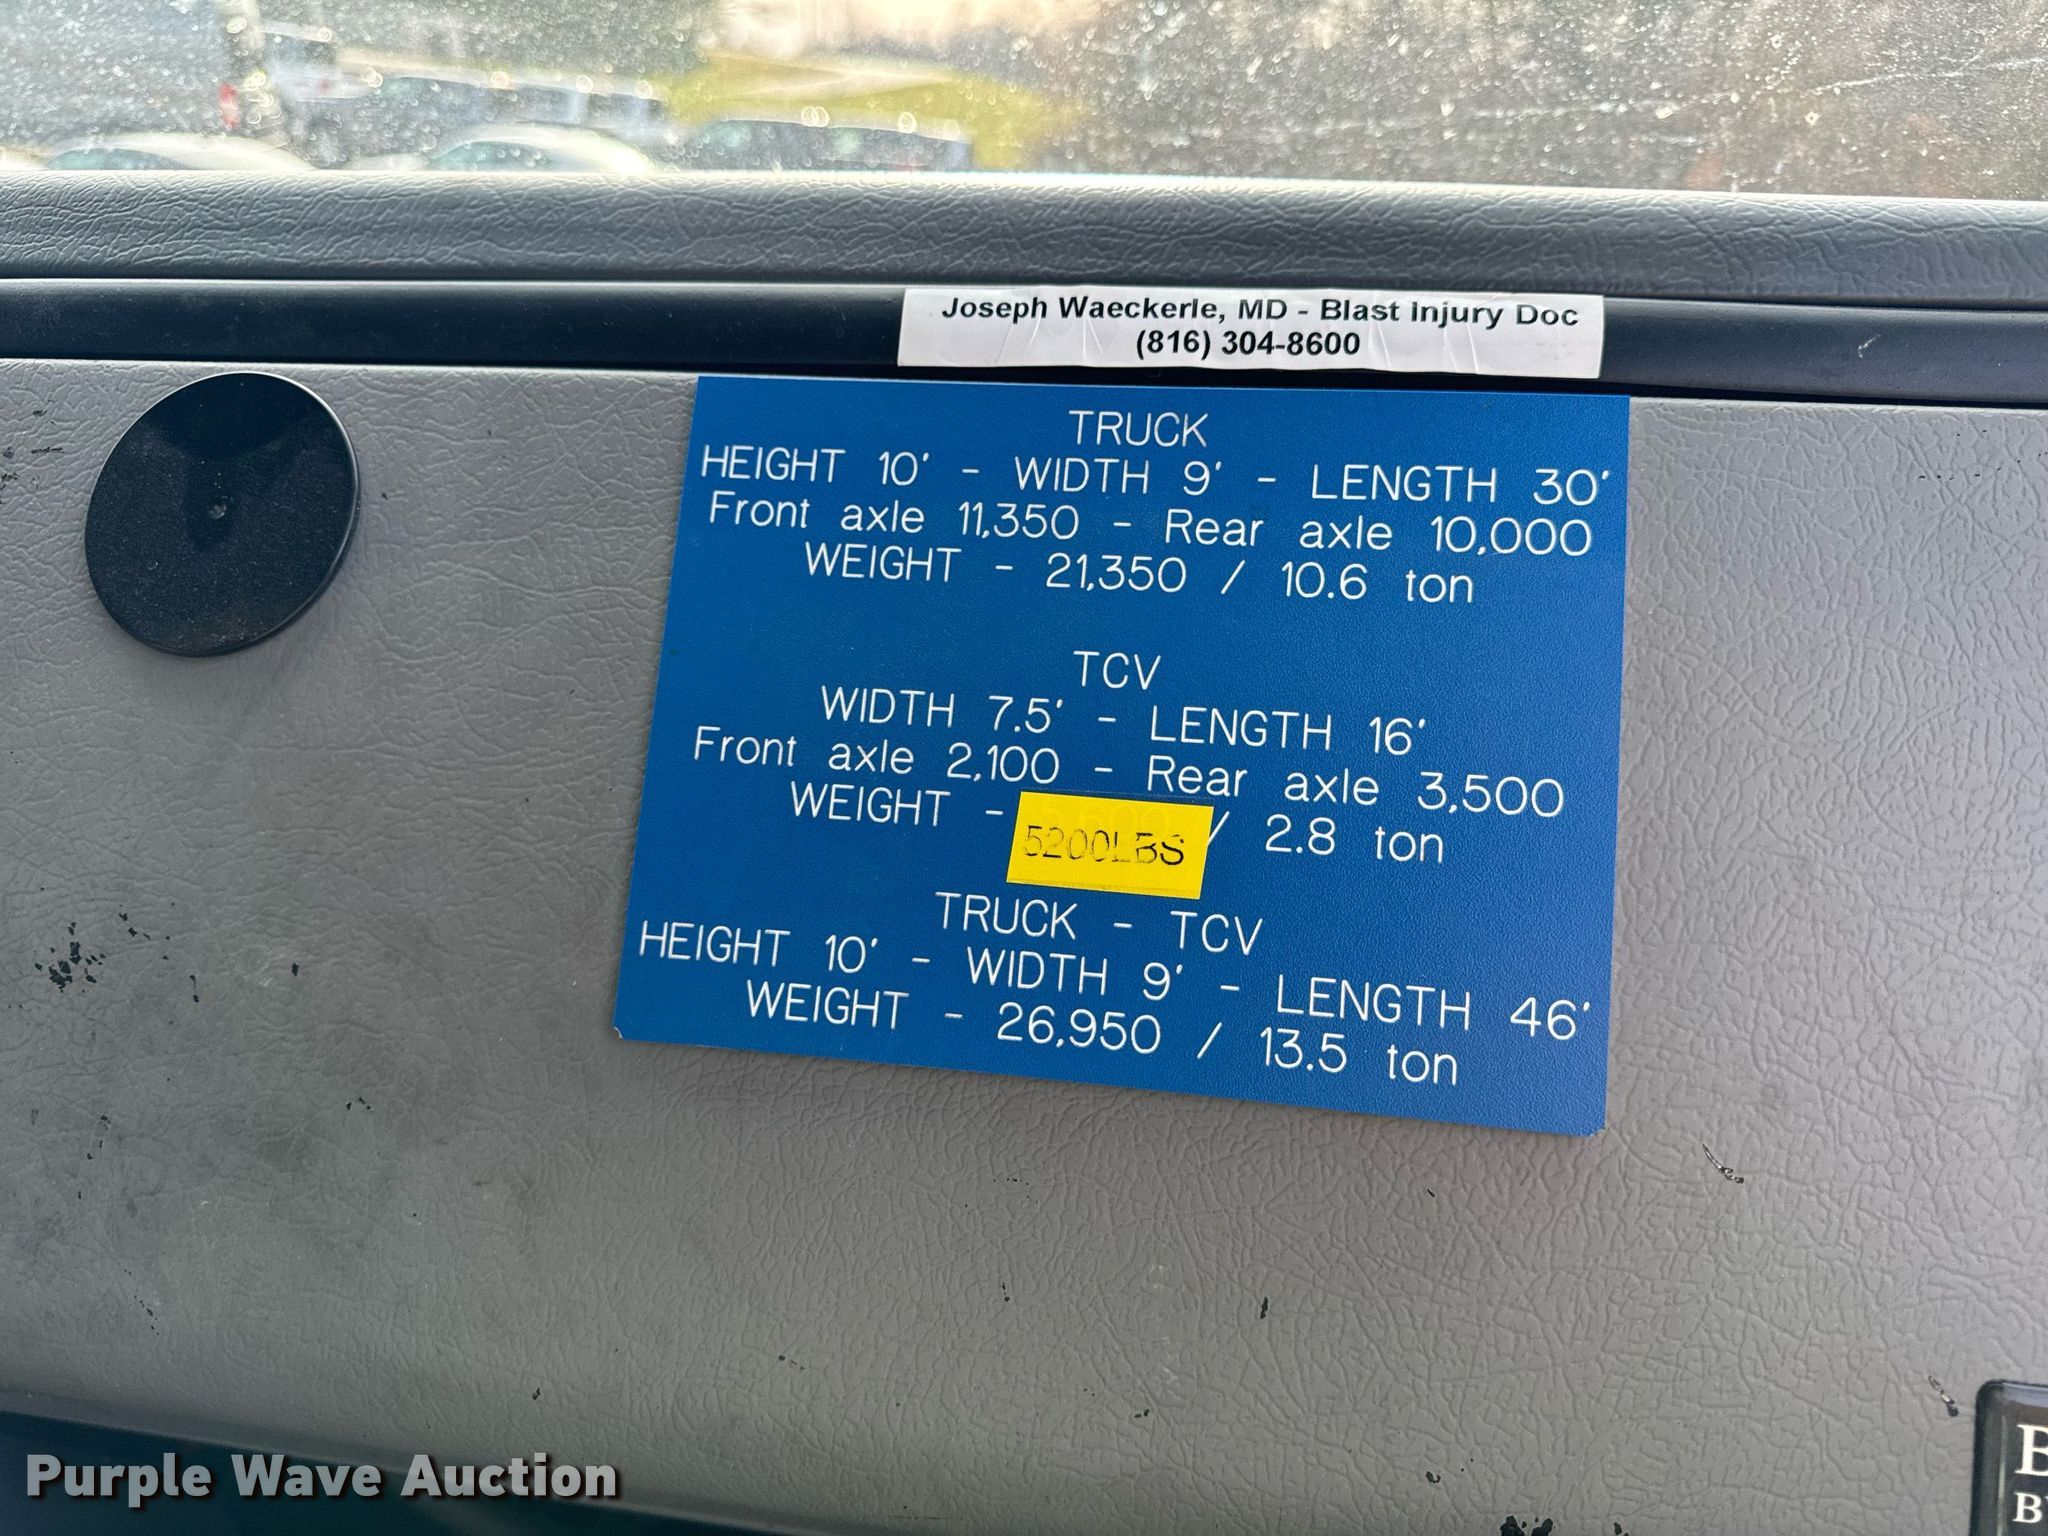 Joseph Waeckerle, MD - Blast Injury Doc
(816) 304-8600
TRUCK
HEIGHT 10' - WIDTH 9' - LENGTH 30'
Front axle 11,350 - Rear axle 10,000
WEIGHT - 21,350 / 10.6 ton
TCV
WIDTH 7.5' - LENGTH 16'
Front axle 2,100 - Rear axle 3,500
WEIGHT - 5200LBS / 2.8 ton
TRUCK - TCV
HEIGHT 10' - WIDTH 9' - LENGTH 46'
WEIGHT - 26,950 / 13.5 ton
Purple Wave Auction